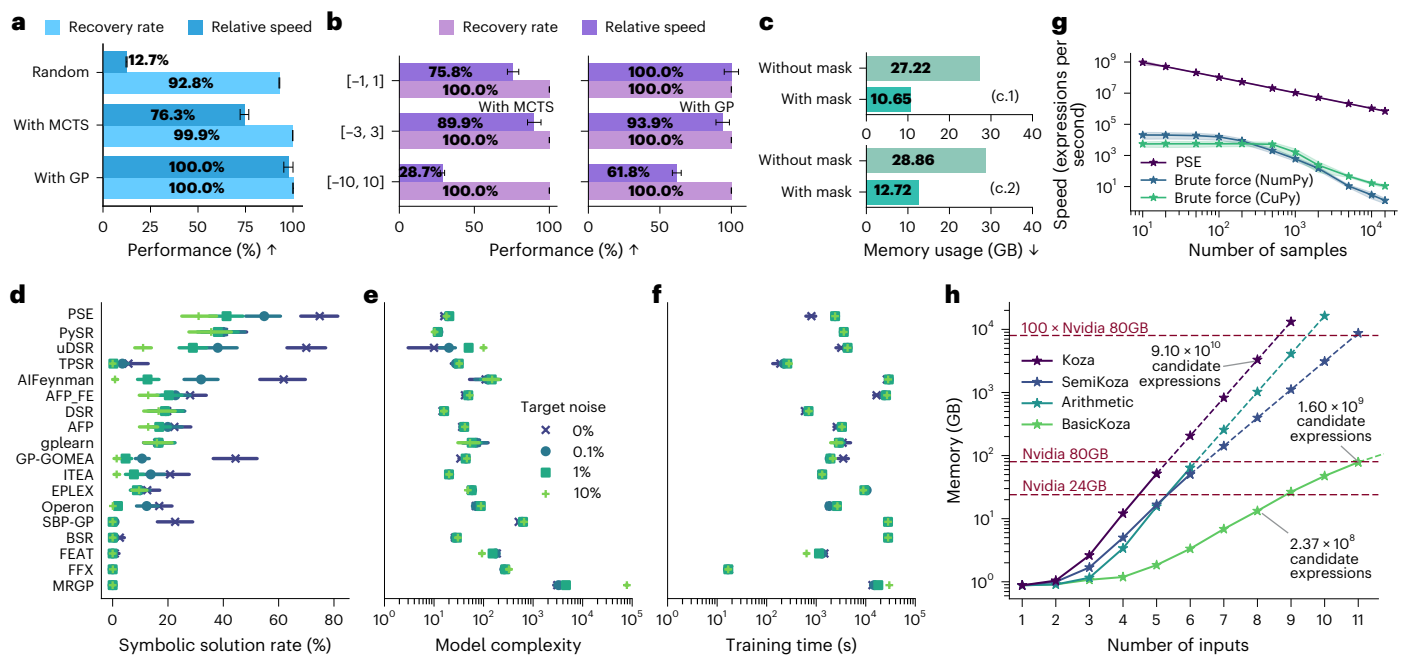 a
Recovery rate
Relative speed
Random
With MCTS
With GP
12.7%
92.8%
76.3%
99.9%
100.0%
100.0%
0 25 50 75 100
Performance (%) ↑
b
Recovery rate
Relative speed
[−1, 1]
[−3, 3]
[−10, 10]
75.8%
100.0%
With MCTS
89.9%
100.0%
28.7%
100.0%
100.0%
100.0%
With GP
93.9%
100.0%
61.8%
100.0%
0 50 100
0 50 100
Performance (%) ↑
c
Without mask
27.22
With mask
10.65
(c.1)
0 10 20 30 40
Without mask
28.86
With mask
12.72
(c.2)
0 10 20 30 40
Memory usage (GB) ↓
g
Speed (expressions per
second)
10⁹
10⁷
10⁵
10³
10¹
PSE
Brute force (NumPy)
Brute force (CuPy)
10¹ 10² 10³ 10⁴
Number of samples
d
PSE
PySR
uDSR
TPSR
AIFeynman
AFP_FE
DSR
AFP
gplearn
GP-GOMEA
ITEA
EPLEX
Operon
SBP-GP
BSR
FEAT
FFX
MRGP
0 20 40 60 80
Symbolic solution rate (%)
e
Target noise
0%
0.1%
1%
10%
10⁰ 10¹ 10² 10³ 10⁵
Model complexity
f
10⁰ 10¹ 10² 10³ 10⁴ 10⁵
Training time (s)
h
Memory (GB)
10⁴
10³
10²
10¹
10⁰
100 × Nvidia 80GB
Koza
SemiKoza
Arithmetic
BasicKoza
9.10 × 10¹⁰
candidate
expressions
1.60 × 10⁹
candidate
expressions
Nvidia 80GB
Nvidia 24GB
2.37 × 10⁸
candidate
expressions
1 2 3 4 5 6 7 8 9 10 11
Number of inputs